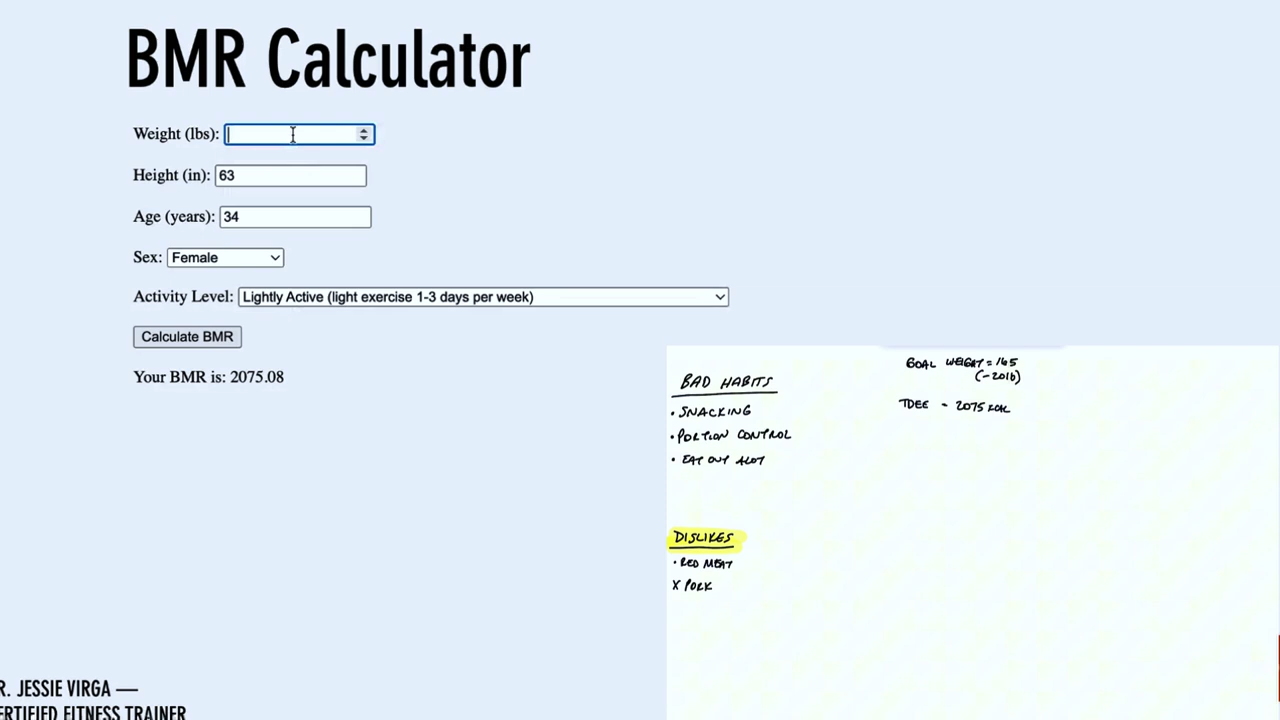 BMR Calculator
Weight (lbs):
Height (in): 63
Age (years): 34
Sex: Female
Activity Level: Lightly Active (light exercise 1-3 days per week)
Calculate BMR
Your BMR is: 2075.08
BAD HABITS
• SNACKING
• PORTION CONTROL
• EAT OUT ALOT
DISLIKES
• RED MEAT
X PORK
GOAL WEIGHT = 165
(-20lb)
TDEE - 2075 KCAL
R. JESSIE VIRGA —
ERTIFIED FITNESS TRAINER